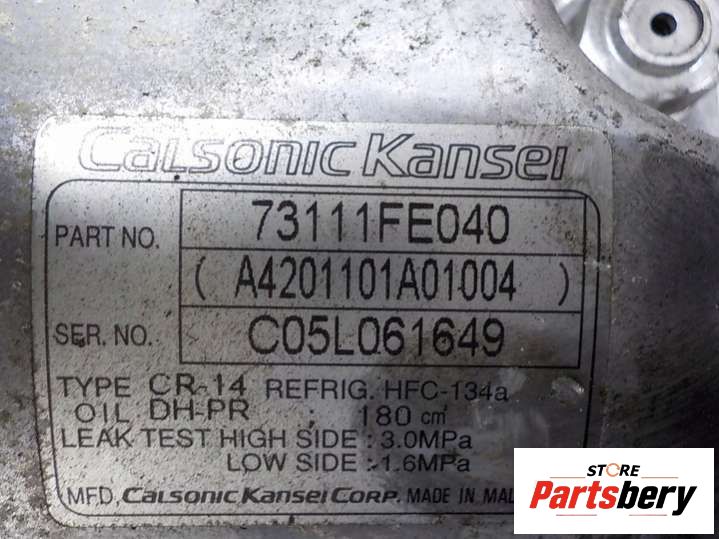 Calsonic Kansei
PART NO. 73111FE040
( A4201101A01004 )
SER. NO. C05L061649
TYPE CR-14 REFRIG. HFC-134a
OIL DH-PR : 180 cm³
LEAK TEST HIGH SIDE : 3.0MPa
LOW SIDE : 1.6MPa
MFD. Calsonic Kansei Corp. MADE IN
STORE
Partsbery